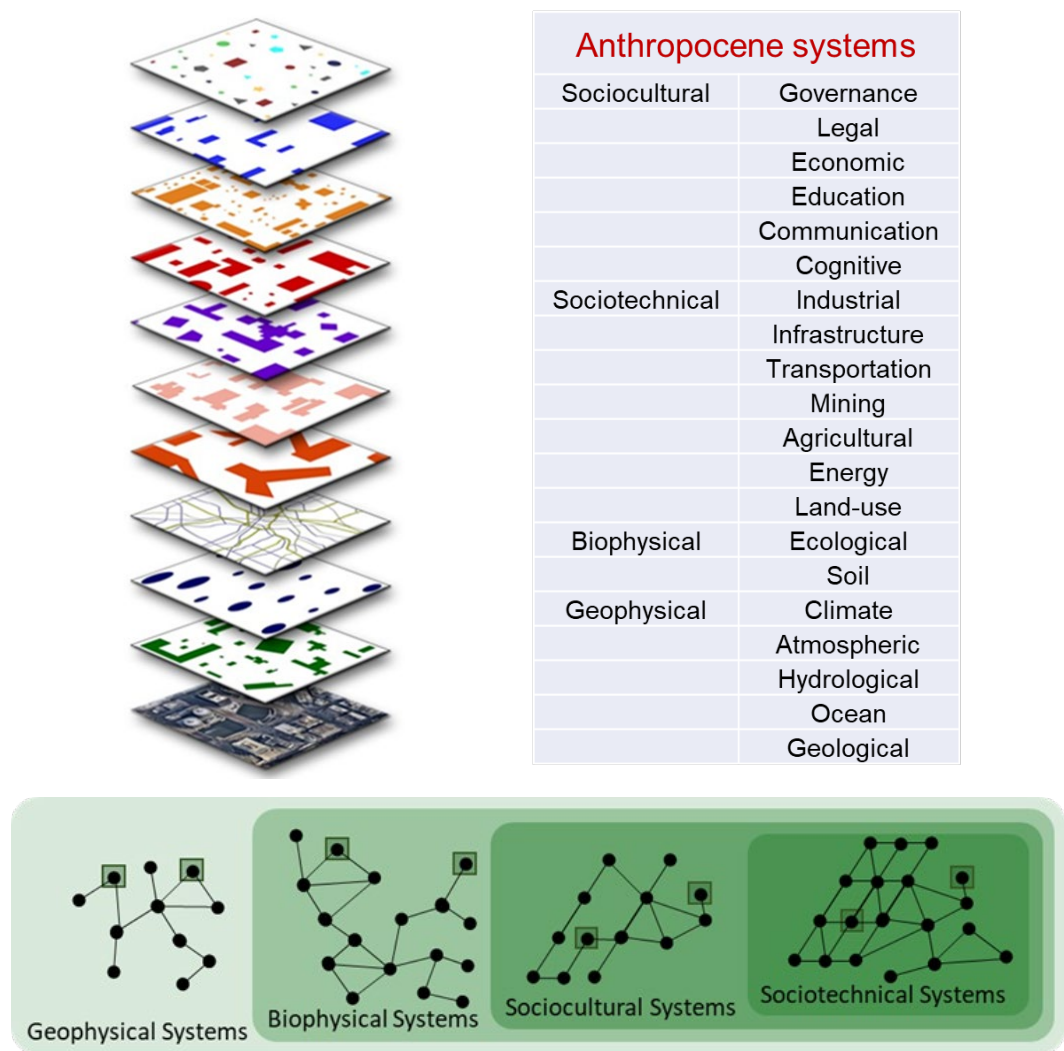 Anthropocene systems
Sociocultural Governance
Legal
Economic
Education
Communication
Cognitive
Sociotechnical Industrial
Infrastructure
Transportation
Mining
Agricultural
Energy
Land-use
Biophysical Ecological
Soil
Geophysical Climate
Atmospheric
Hydrological
Ocean
Geological
Geophysical Systems
Biophysical Systems
Sociocultural Systems
Sociotechnical Systems